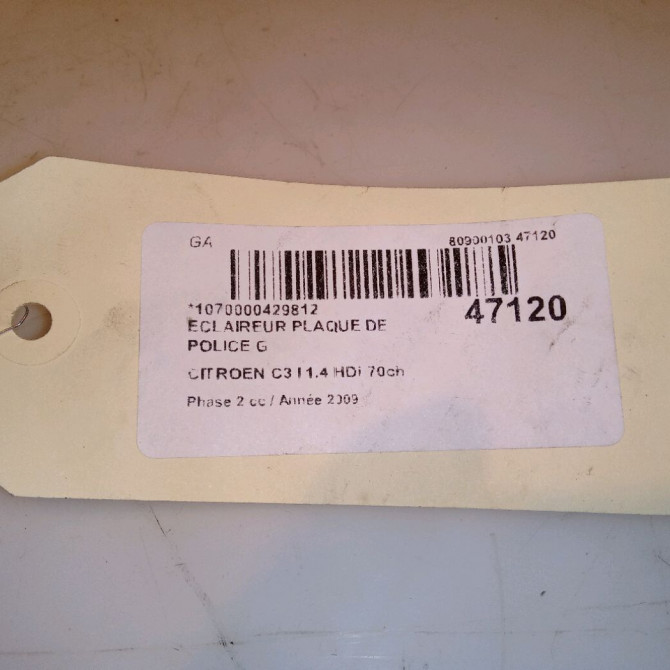 GA
80900103 47120
*1070000429812
47120
ECLAIREUR PLAQUE DE
POLICE G
CITROEN C3 I 1.4 HDi 70ch
Phase 2 cc / Année 2009